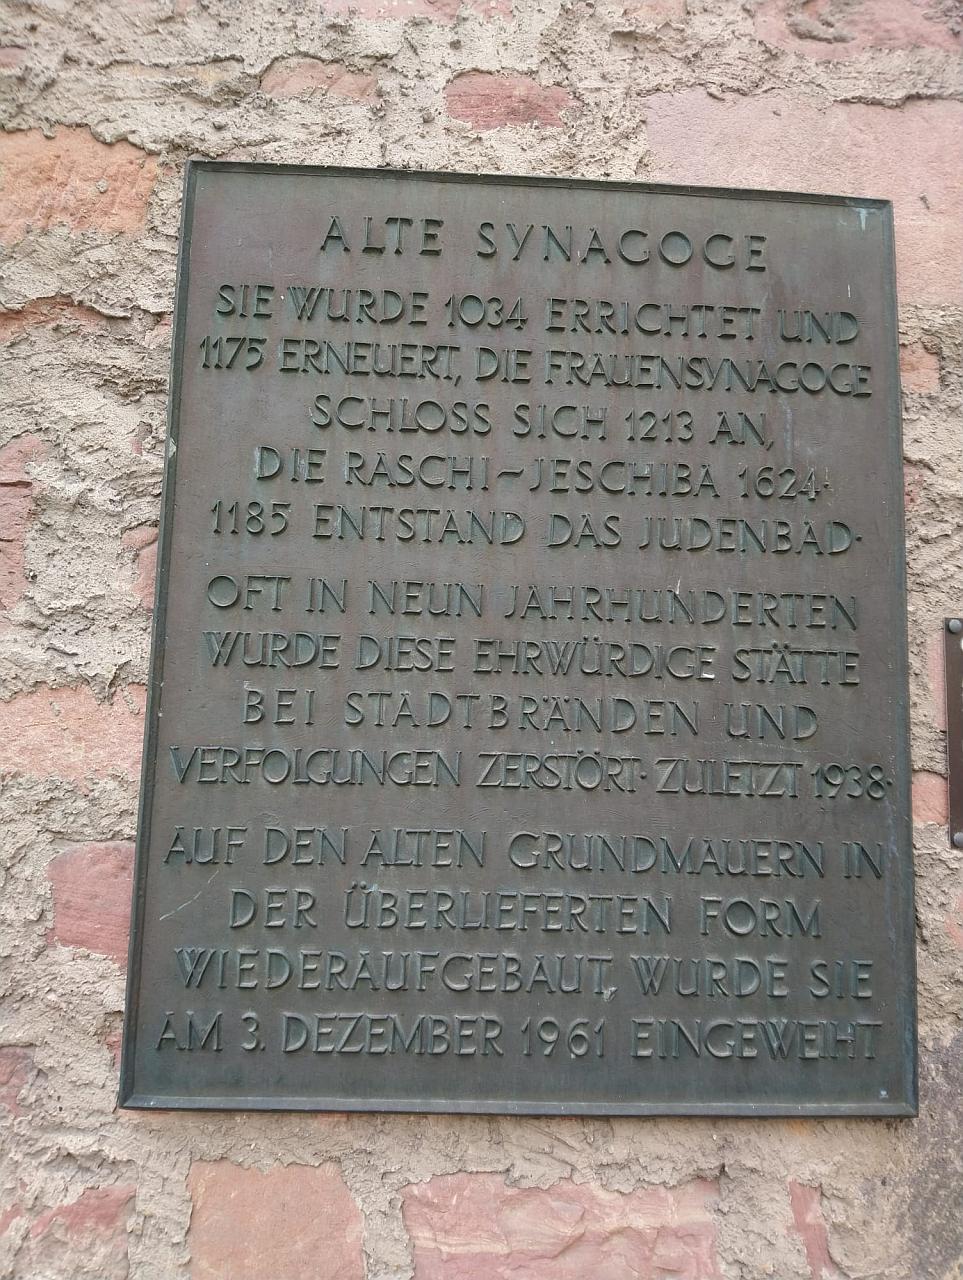 ALTE SYNAGOGE
SIE WURDE 1034 ERRICHTET UND
1175 ERNEUERT, DIE FRAUENSYNAGOGE
SCHLOSS SICH 1213 AN,
DIE RASCHI-JESCHIBA 1624·
1185 ENTSTAND DAS JUDENBAD·
OFT IN NEUN JAHRHUNDERTEN
WURDE DIESE EHRWÜRDIGE STÄTTE
BEI STADTBRÄNDEN UND
VERFOLGUNGEN ZERSTÖRT·ZULETZT 1938·
AUF DEN ALTEN GRUNDMAUERN IN
DER ÜBERLIEFERTEN FORM
WIEDERAUFGEBAUT, WURDE SIE
AM 3. DEZEMBER 1961 EINGEWEIHT